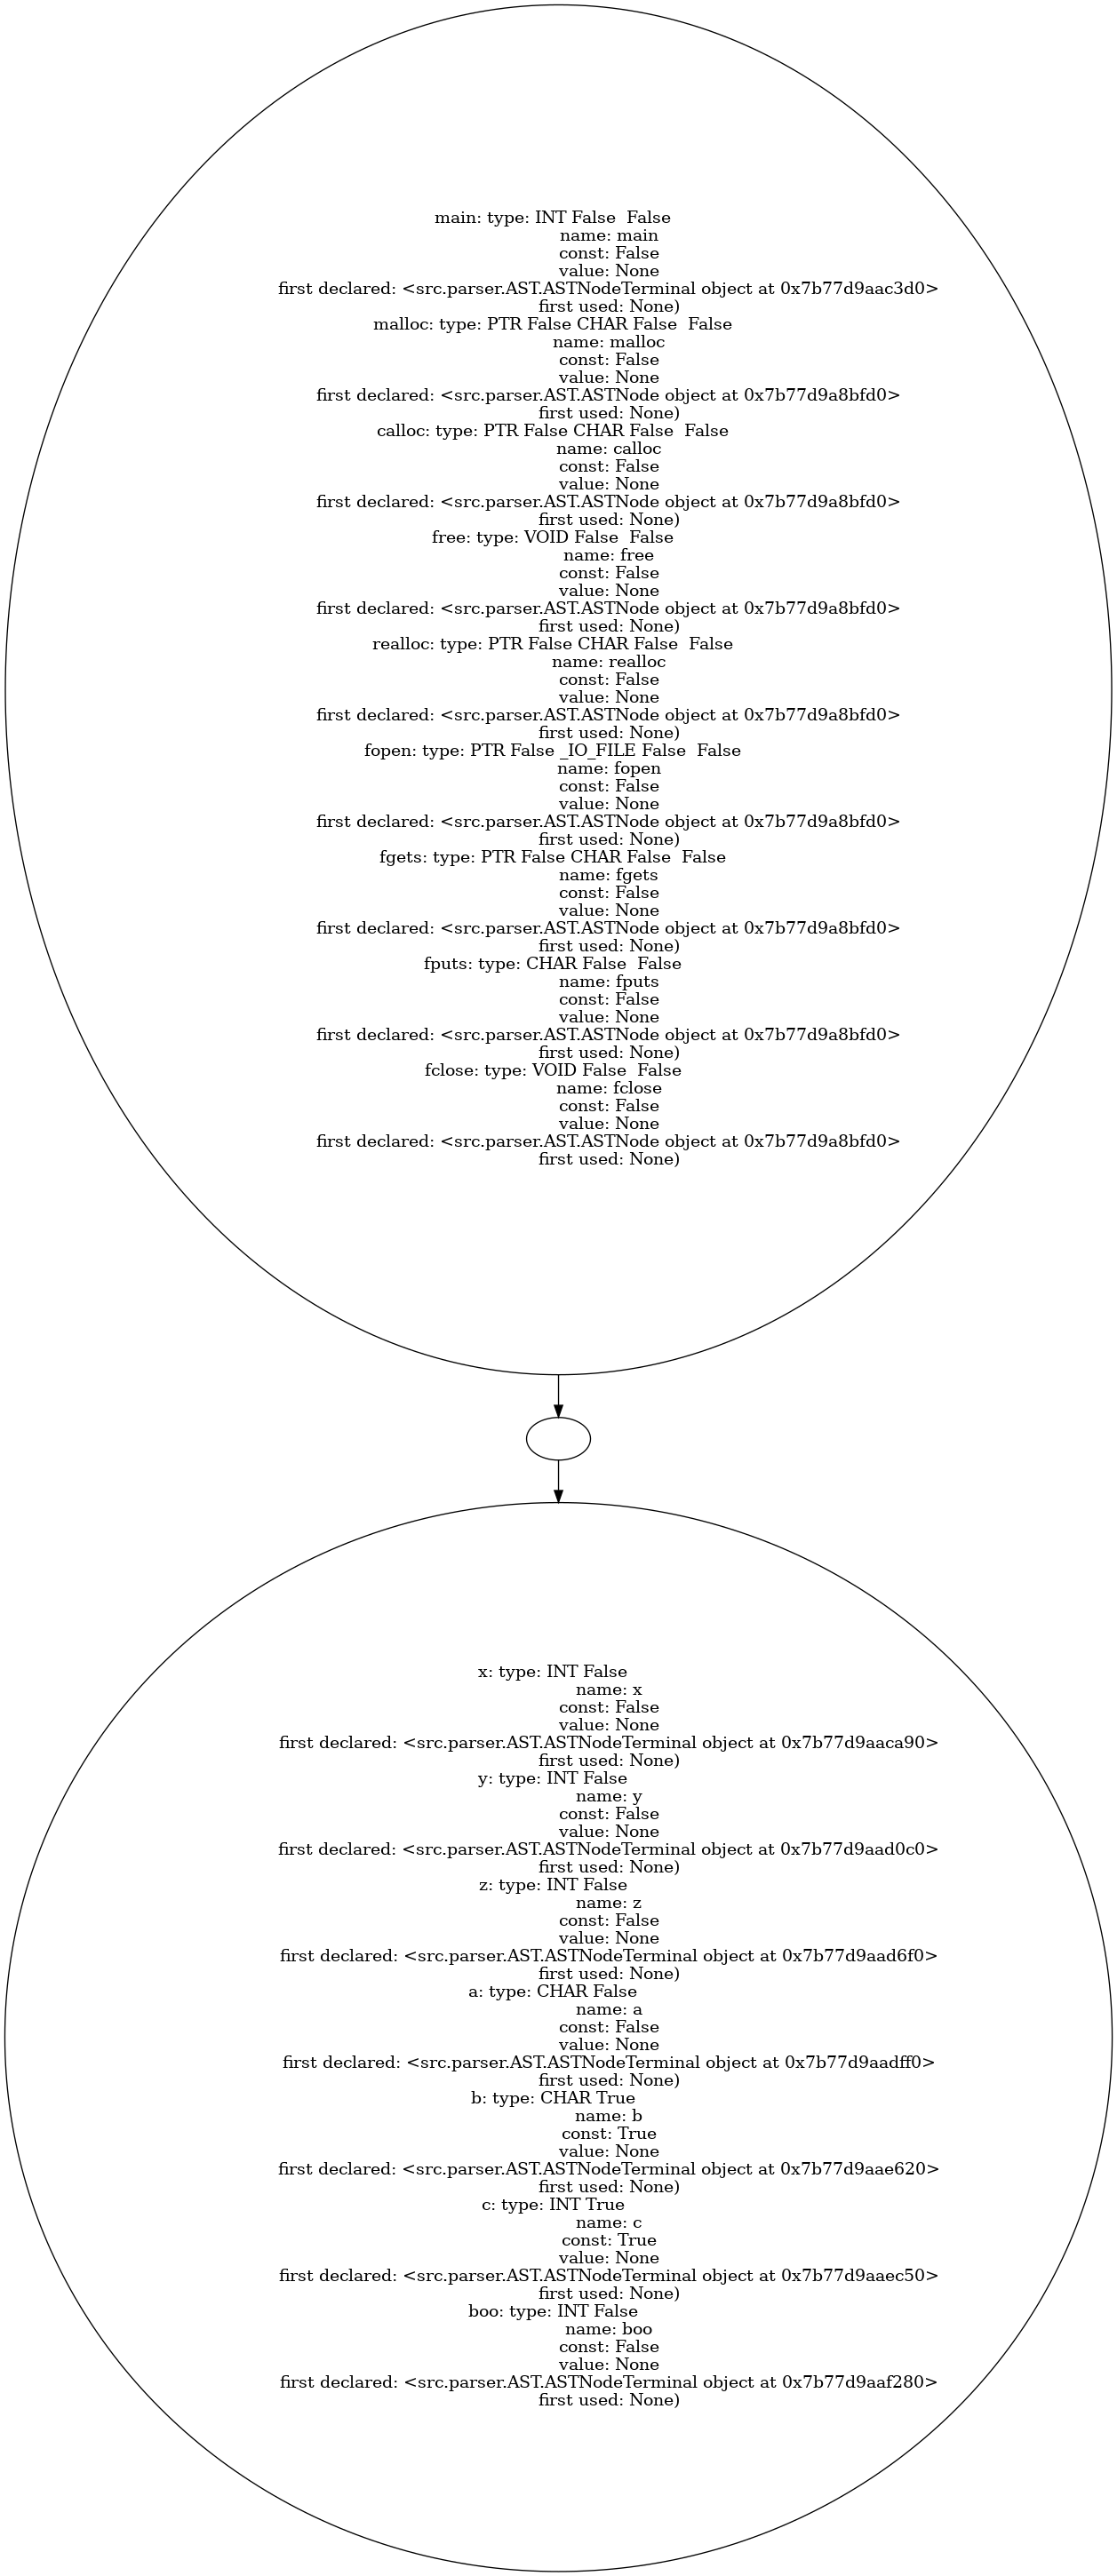 main: type: INT False  False
name: main
const: False
value: None
first declared: <src.parser.AST.ASTNodeTerminal object at 0x7b77d9aac3d0>
first used: None)
malloc: type: PTR False CHAR False  False
name: malloc
const: False
value: None
first declared: <src.parser.AST.ASTNode object at 0x7b77d9a8bfd0>
first used: None)
calloc: type: PTR False CHAR False  False
name: calloc
const: False
value: None
first declared: <src.parser.AST.ASTNode object at 0x7b77d9a8bfd0>
first used: None)
free: type: VOID False  False
name: free
const: False
value: None
first declared: <src.parser.AST.ASTNode object at 0x7b77d9a8bfd0>
first used: None)
realloc: type: PTR False CHAR False  False
name: realloc
const: False
value: None
first declared: <src.parser.AST.ASTNode object at 0x7b77d9a8bfd0>
first used: None)
fopen: type: PTR False _IO_FILE False  False
name: fopen
const: False
value: None
first declared: <src.parser.AST.ASTNode object at 0x7b77d9a8bfd0>
first used: None)
fgets: type: PTR False CHAR False  False
name: fgets
const: False
value: None
first declared: <src.parser.AST.ASTNode object at 0x7b77d9a8bfd0>
first used: None)
fputs: type: CHAR False  False
name: fputs
const: False
value: None
first declared: <src.parser.AST.ASTNode object at 0x7b77d9a8bfd0>
first used: None)
fclose: type: VOID False  False
name: fclose
const: False
value: None
first declared: <src.parser.AST.ASTNode object at 0x7b77d9a8bfd0>
first used: None)
x: type: INT False
name: x
const: False
value: None
first declared: <src.parser.AST.ASTNodeTerminal object at 0x7b77d9aaca90>
first used: None)
y: type: INT False
name: y
const: False
value: None
first declared: <src.parser.AST.ASTNodeTerminal object at 0x7b77d9aad0c0>
first used: None)
z: type: INT False
name: z
const: False
value: None
first declared: <src.parser.AST.ASTNodeTerminal object at 0x7b77d9aad6f0>
first used: None)
a: type: CHAR False
name: a
const: False
value: None
first declared: <src.parser.AST.ASTNodeTerminal object at 0x7b77d9aadff0>
first used: None)
b: type: CHAR True
name: b
const: True
value: None
first declared: <src.parser.AST.ASTNodeTerminal object at 0x7b77d9aae620>
first used: None)
c: type: INT True
name: c
const: True
value: None
first declared: <src.parser.AST.ASTNodeTerminal object at 0x7b77d9aaec50>
first used: None)
boo: type: INT False
name: boo
const: False
value: None
first declared: <src.parser.AST.ASTNodeTerminal object at 0x7b77d9aaf280>
first used: None)